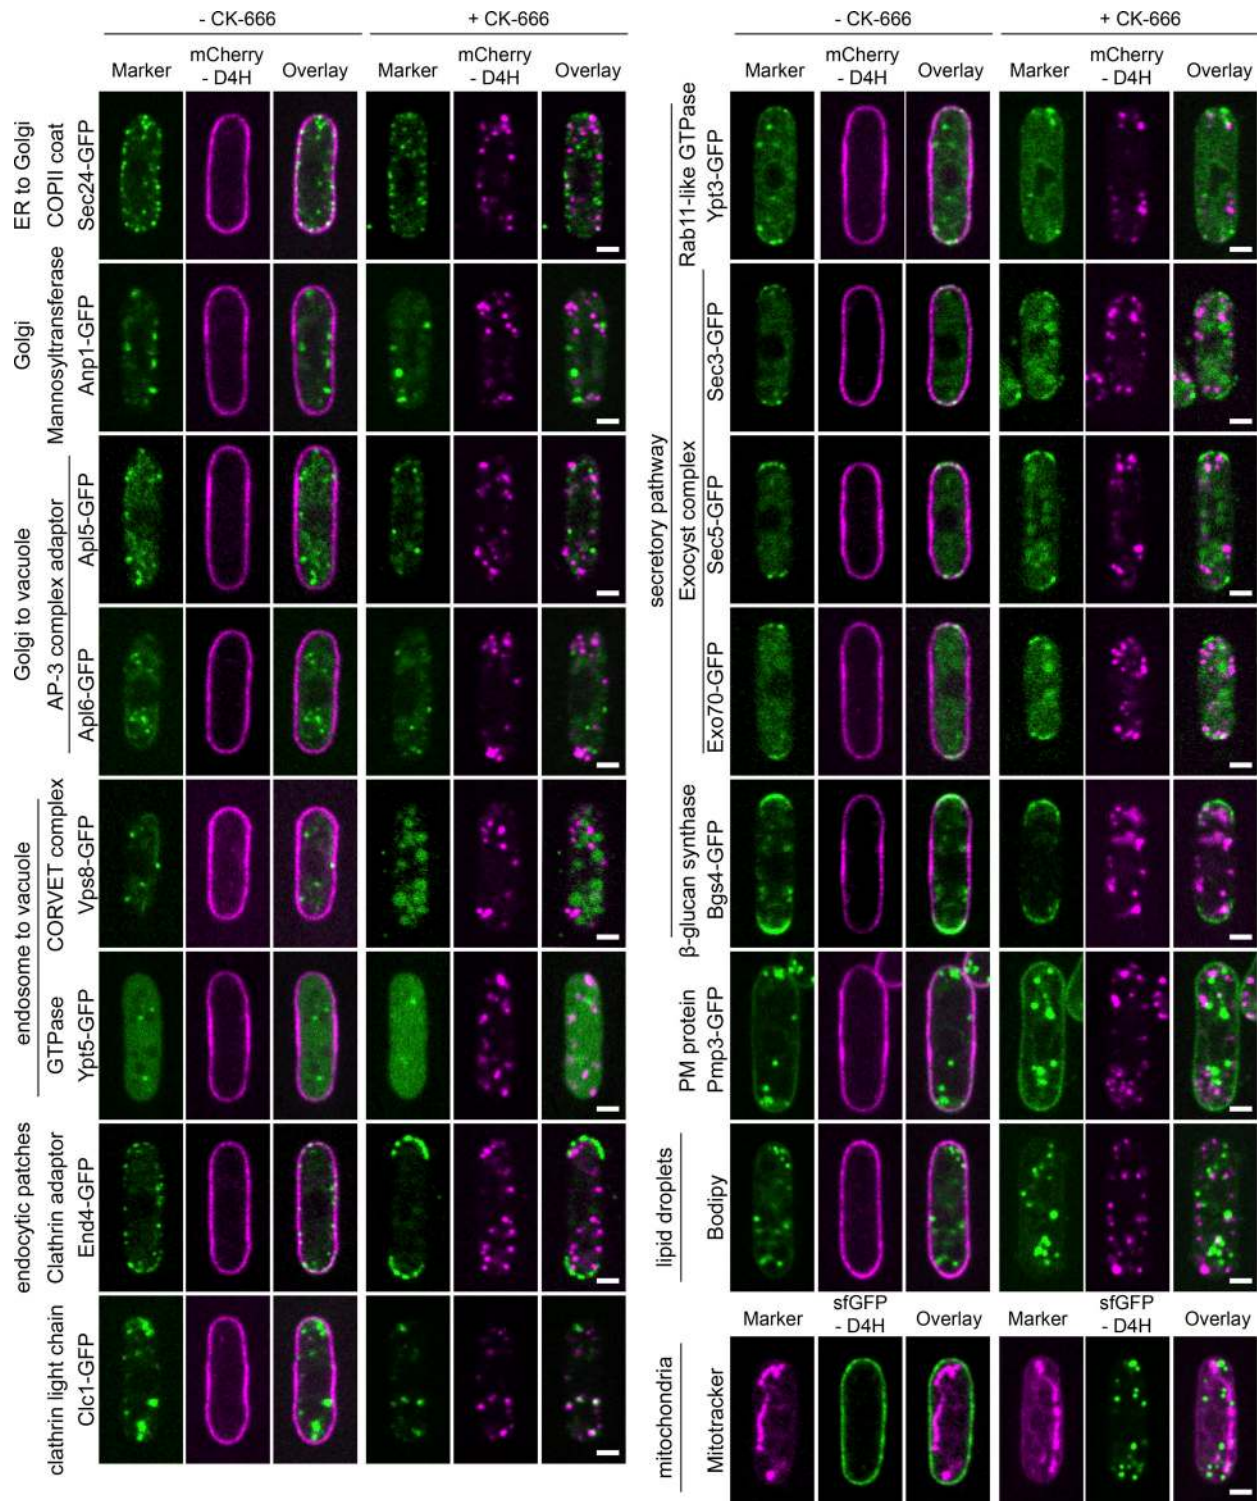 - CK-666
+ CK-666
Marker
mCherry
- D4H
Overlay
Marker
mCherry
- D4H
Overlay
ER to Golgi
COPII coat
Sec24-GFP
Golgi
Mannosyltransferase
Anp1-GFP
Golgi to vacuole
AP-3 complex adaptor
Apl5-GFP
Apl6-GFP
endosome to vacuole
CORVET complex
Vps8-GFP
GTPase
Ypt5-GFP
endocytic patches
Clathrin adaptor
End4-GFP
clathrin light chain
Clc1-GFP
- CK-666
+ CK-666
Marker
mCherry
- D4H
Overlay
Marker
mCherry
- D4H
Overlay
secretory pathway
Rab11-like GTPase
Ypt3-GFP
Exocyst complex
Sec3-GFP
Sec5-GFP
Exo70-GFP
β-glucan synthase
Bgs4-GFP
PM protein
Pmp3-GFP
lipid droplets
Bodipy
Marker
sfGFP
- D4H
Overlay
Marker
sfGFP
- D4H
Overlay
mitochondria
Mitotracker